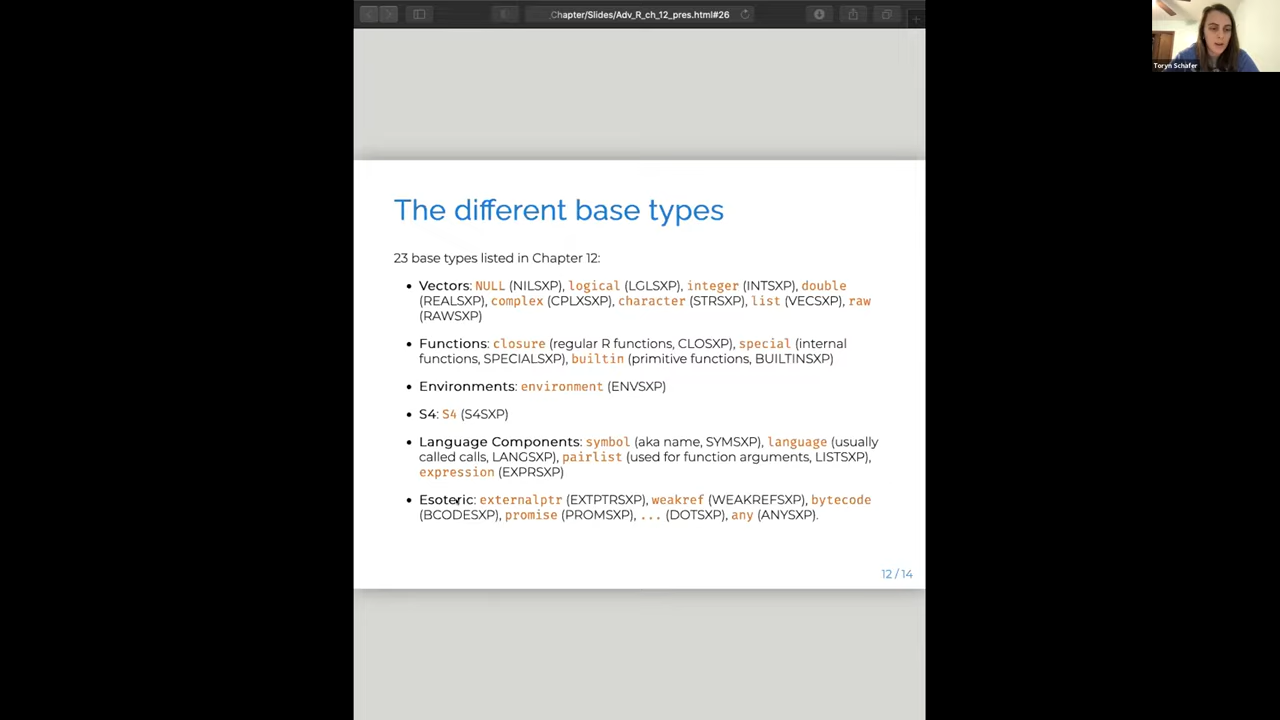 .Chapter/Slides/Adv_R_ch_12_pres.html#26
Toryn Schafer
The different base types
23 base types listed in Chapter 12:
• Vectors: NULL (NILSXP), logical (LGLSXP), integer (INTSXP), double
(REALSXP), complex (CPLXSXP), character (STRSXP), list (VECSXP), raw
(RAWSXP)
• Functions: closure (regular R functions, CLOSXP), special (internal
functions, SPECIALSXP), builtin (primitive functions, BUILTINSXP)
• Environments: environment (ENVSXP)
• S4: S4 (S4SXP)
• Language Components: symbol (aka name, SYMSXP), language (usually
called calls, LANGSXP), pairlist (used for function arguments, LISTSXP),
expression (EXPRSXP)
• Esoteric: externalptr (EXTPTRSXP), weakref (WEAKREFSXP), bytecode
(BCODESXP), promise (PROMSXP), ... (DOTSXP), any (ANYSXP).
12 / 14